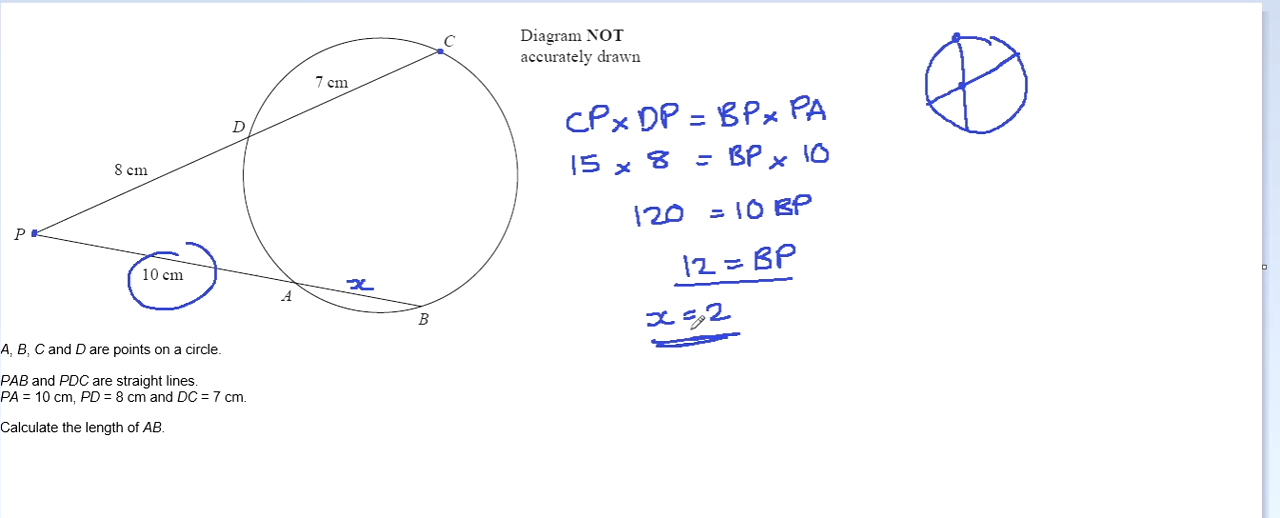 C
Diagram NOT
accurately drawn
7 cm
D
8 cm
P
10 cm
A
x
B
CP x DP = BP x PA
15 x 8 = BP x 10
120 = 10 BP
12 = BP
x = 2
A, B, C and D are points on a circle.
PAB and PDC are straight lines.
PA = 10 cm, PD = 8 cm and DC = 7 cm.
Calculate the length of AB.